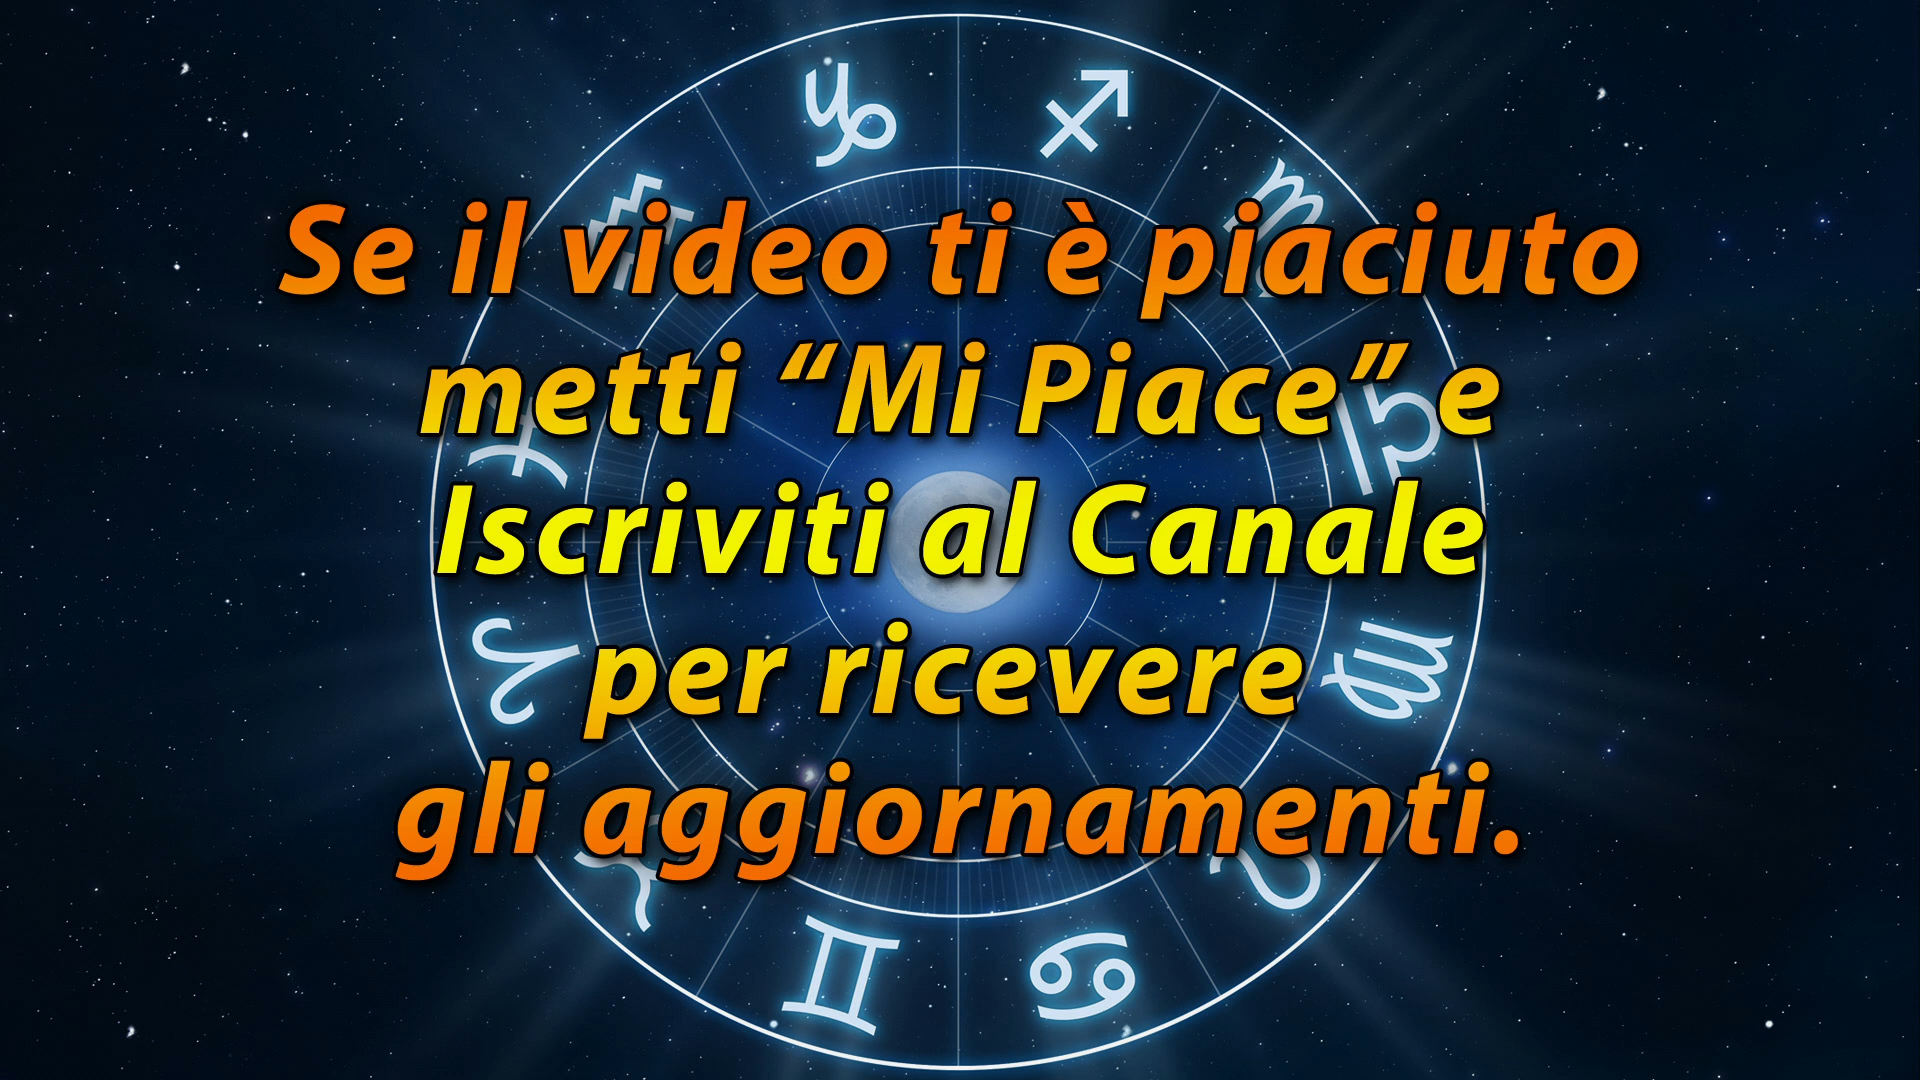 Se il video ti è piaciuto
metti “Mi Piace” e
Iscriviti al Canale
per ricevere
gli aggiornamenti.